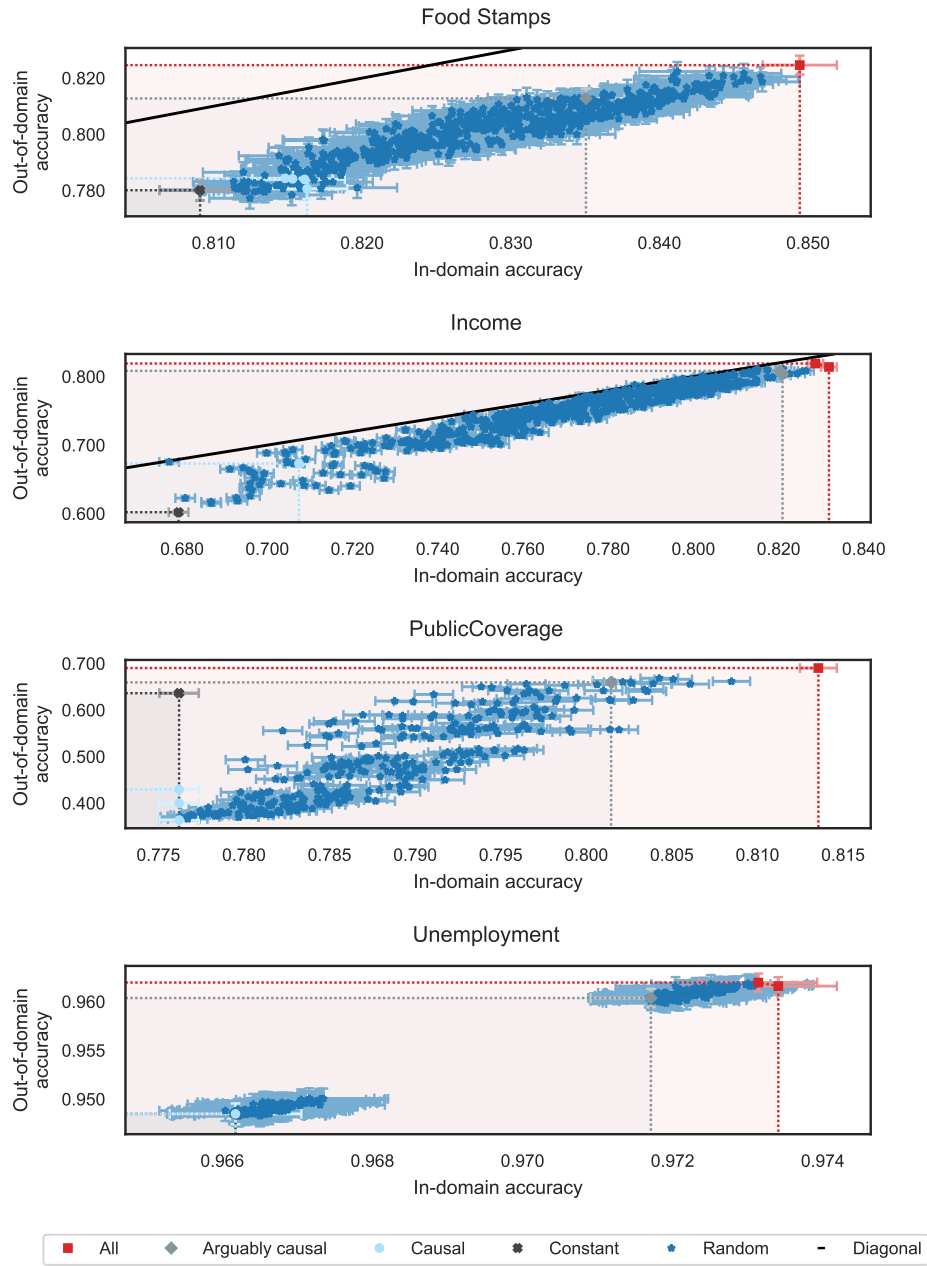 Food Stamps
Out-of-domain
accuracy
0.820
0.800
0.780
0.810 0.820 0.830 0.840 0.850
In-domain accuracy
Income
Out-of-domain
accuracy
0.800
0.700
0.600
0.680 0.700 0.720 0.740 0.760 0.780 0.800 0.820 0.840
In-domain accuracy
PublicCoverage
Out-of-domain
accuracy
0.700
0.600
0.500
0.400
0.775 0.780 0.785 0.790 0.795 0.800 0.805 0.810 0.815
In-domain accuracy
Unemployment
Out-of-domain
accuracy
0.960
0.955
0.950
0.966 0.968 0.970 0.972 0.974
In-domain accuracy
All Arguably causal Causal Constant Random Diagonal